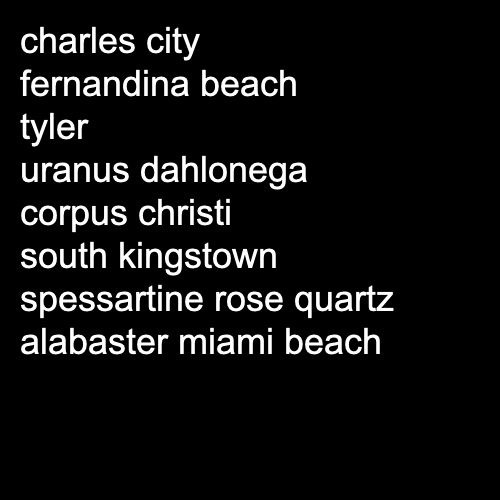 charles city
fernandina beach
tyler
uranus dahlonega
corpus christi
south kingstown
spessartine rose quartz
alabaster miami beach